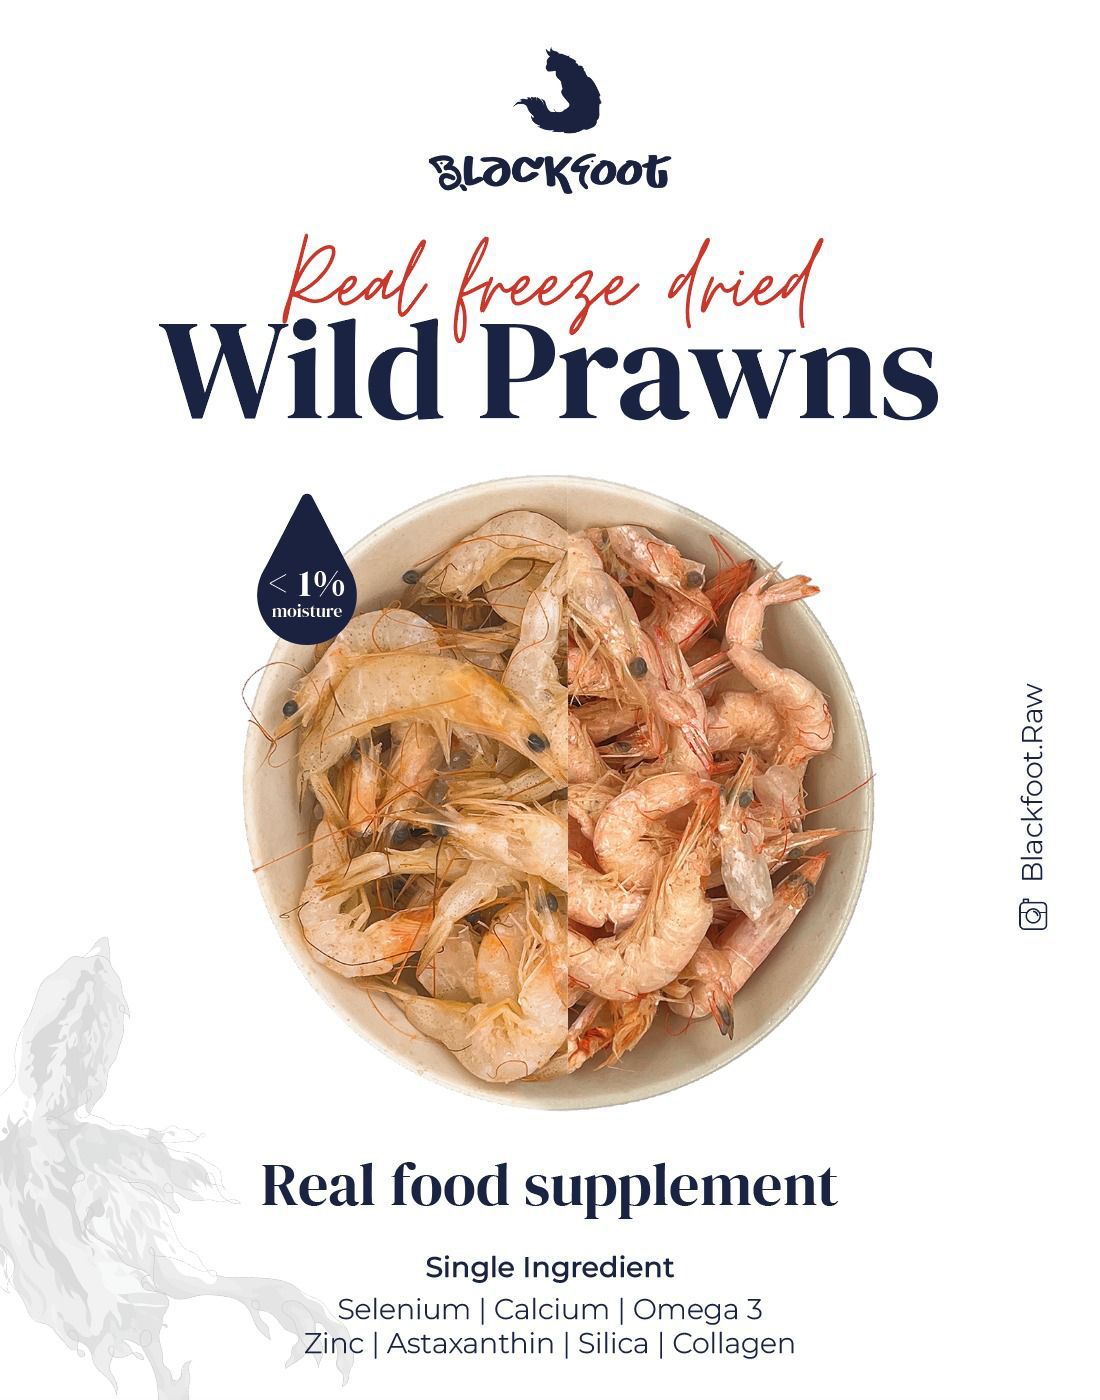 Blackfoot
Real freeze dried
Wild Prawns
< 1%
moisture
Blackfoot.Raw
Real food supplement
Single Ingredient
Selenium | Calcium | Omega 3
Zinc | Astaxanthin | Silica | Collagen